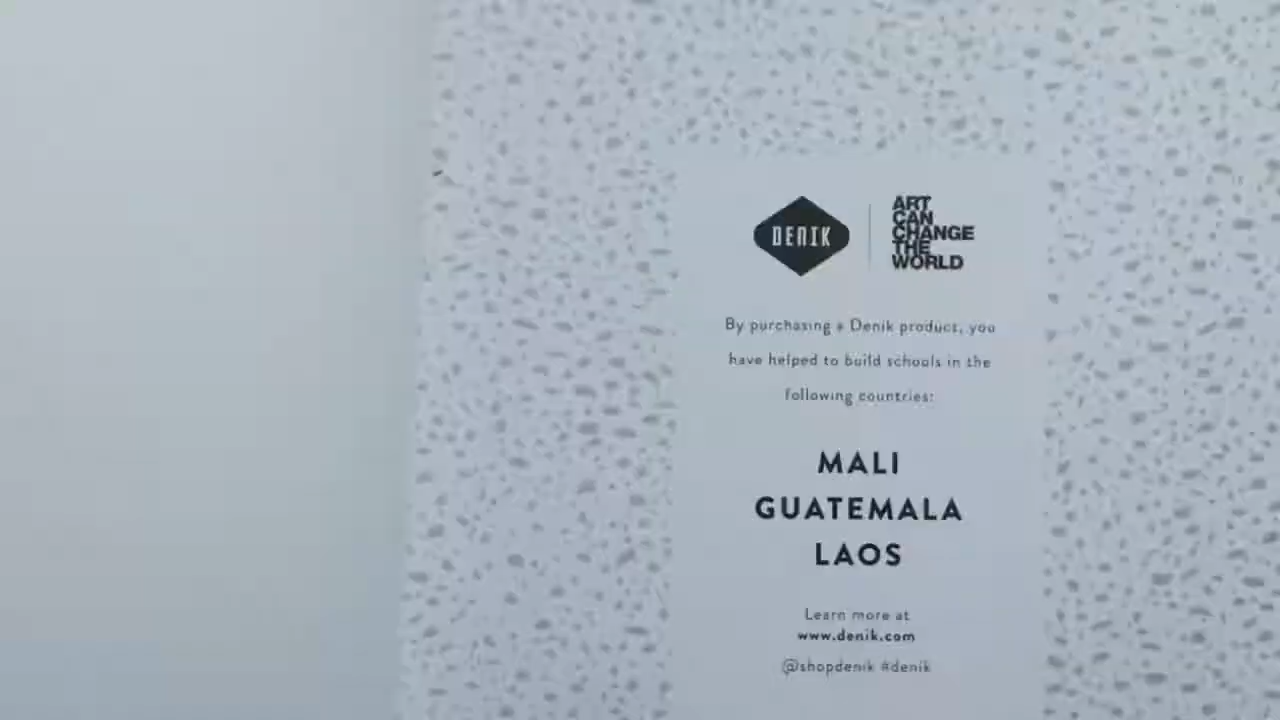 DENIK
ART
CAN
CHANGE
THE
WORLD
By purchasing a Denik product, you
have helped to build schools in the
following countries:
MALI
GUATEMALA
LAOS
Learn more at
www.denik.com
@shopdenik #denik